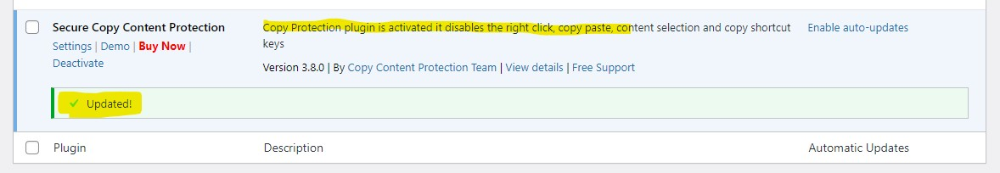 Secure Copy Content Protection
Copy Protection plugin is activated it disables the right click, copy paste, content selection and copy shortcut
keys
Enable auto-updates
Settings | Demo | Buy Now |
Deactivate
Version 3.8.0 | By Copy Content Protection Team | View details | Free Support
Updated!
Plugin
Description
Automatic Updates